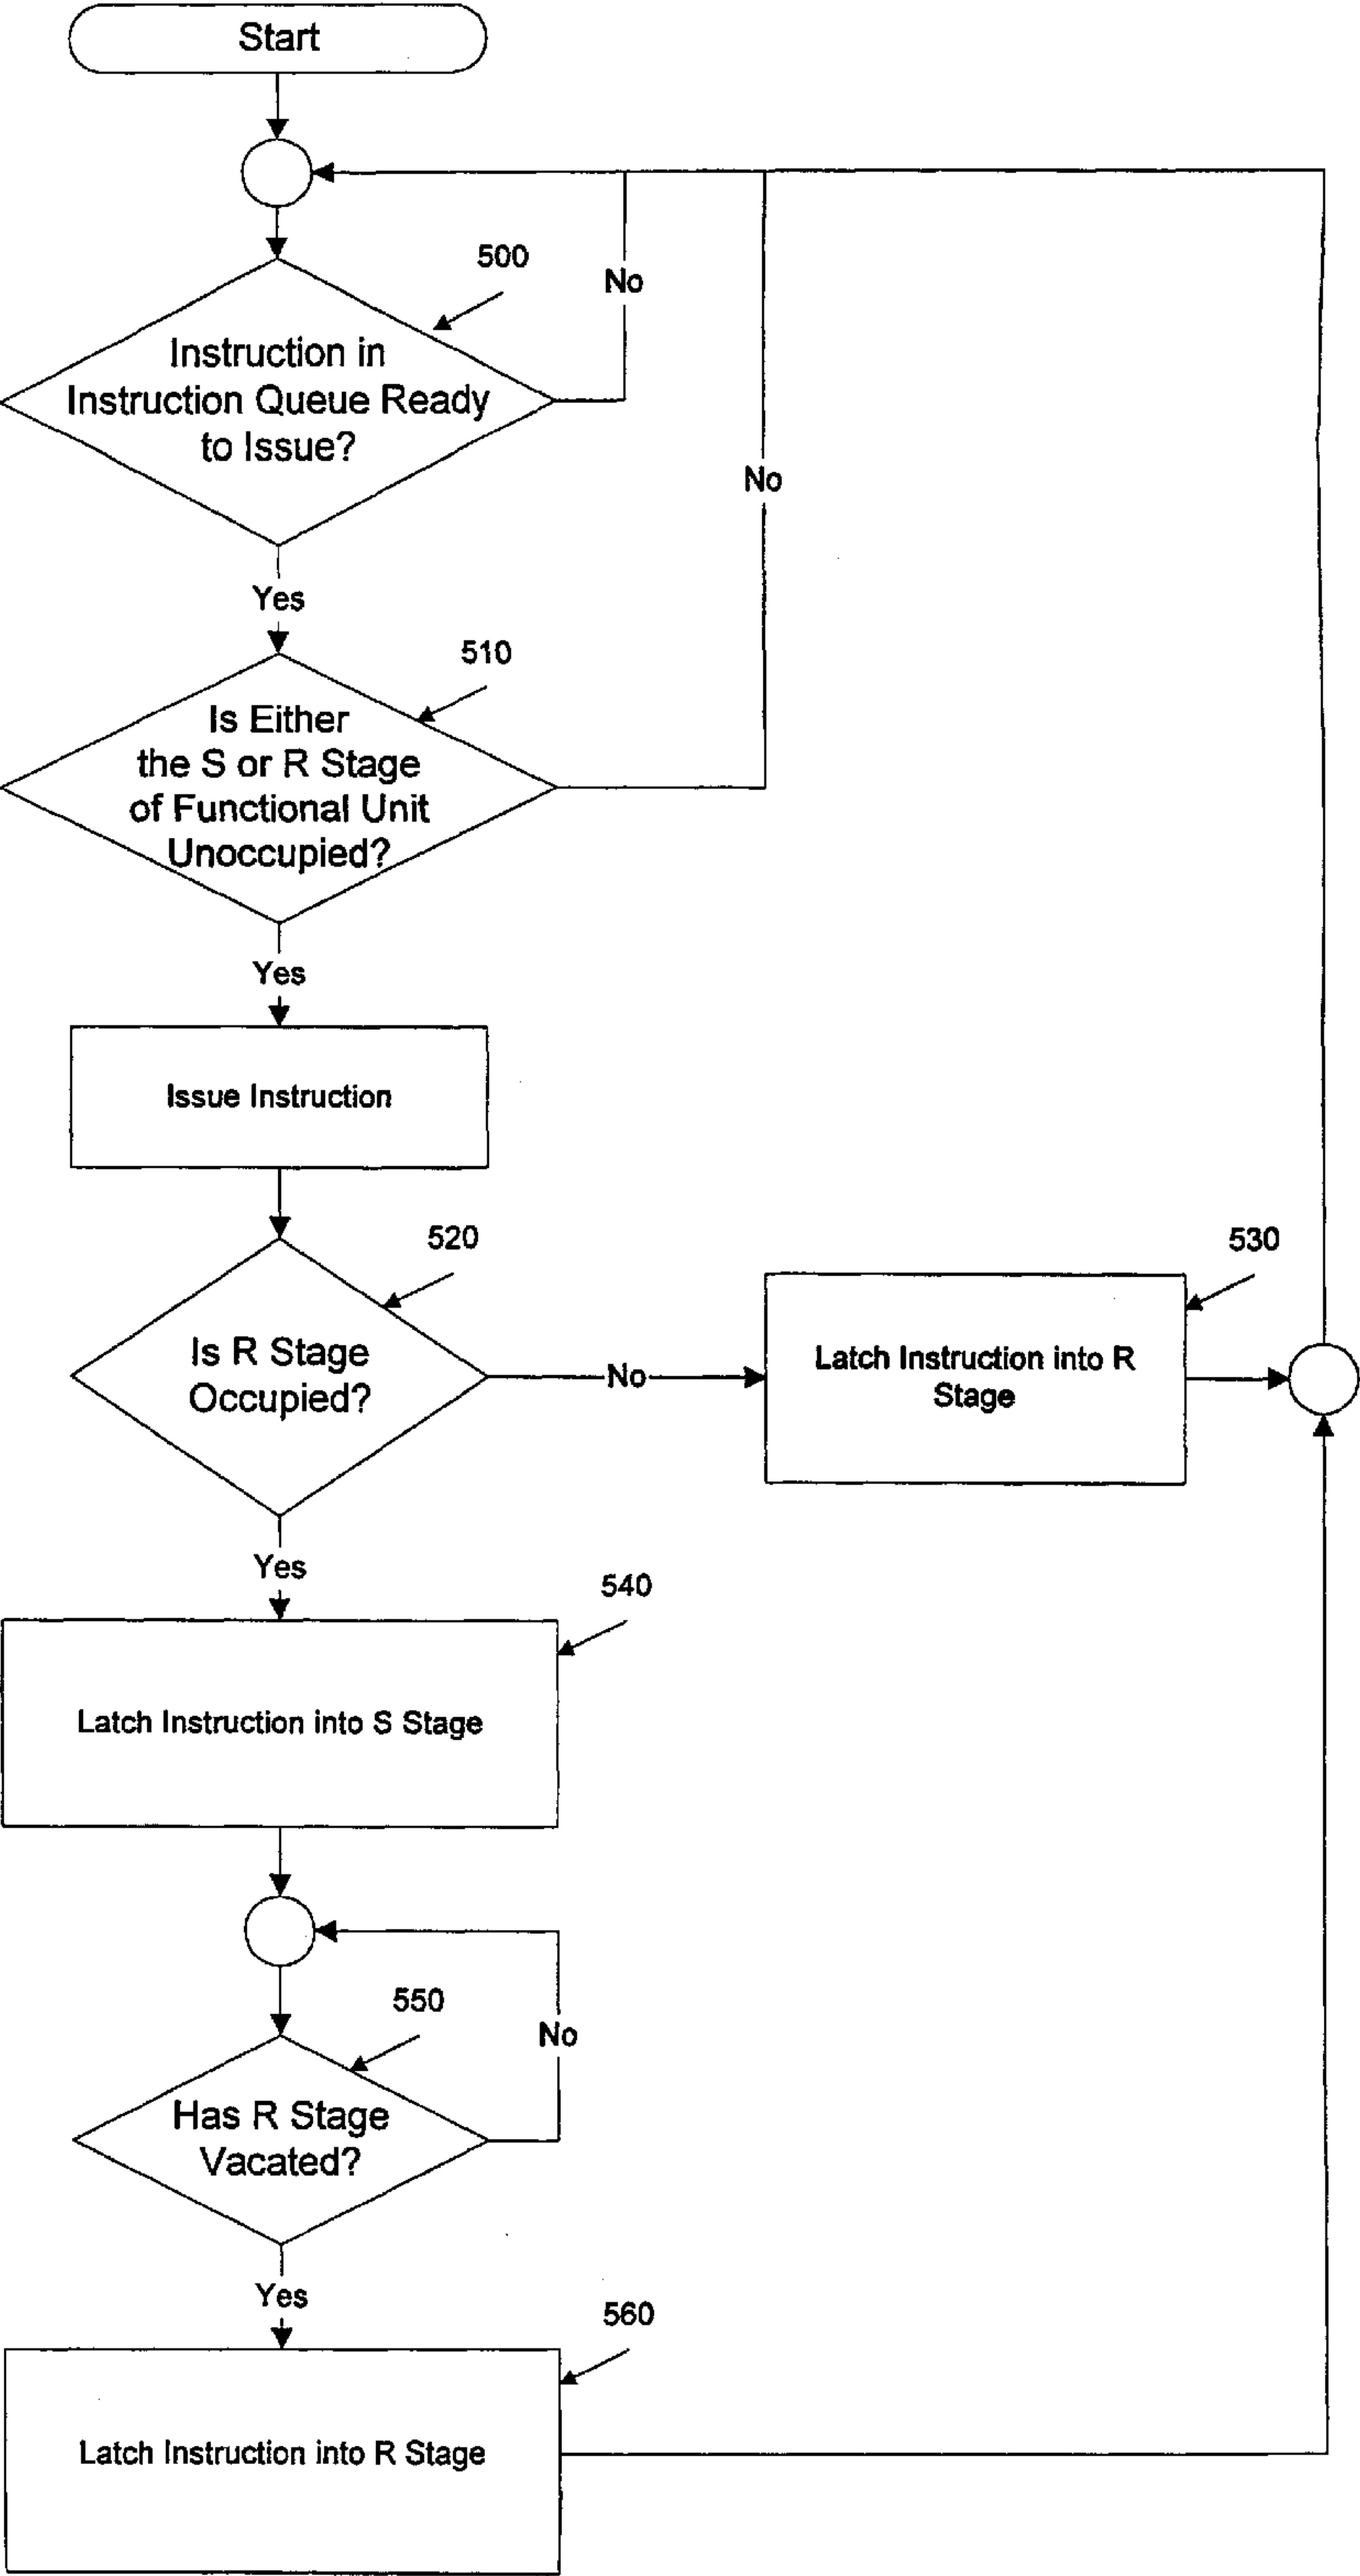 Start
500
No
Instruction in
Instruction Queue Ready
to Issue?
No
Yes
510
Is Either
the S or R Stage
of Functional Unit
Unoccupied?
Yes
Issue Instruction
520
530
Is R Stage
Occupied?
No
Latch Instruction into R
Stage
Yes
540
Latch Instruction into S Stage
550
No
Has R Stage
Vacated?
Yes
560
Latch Instruction into R Stage